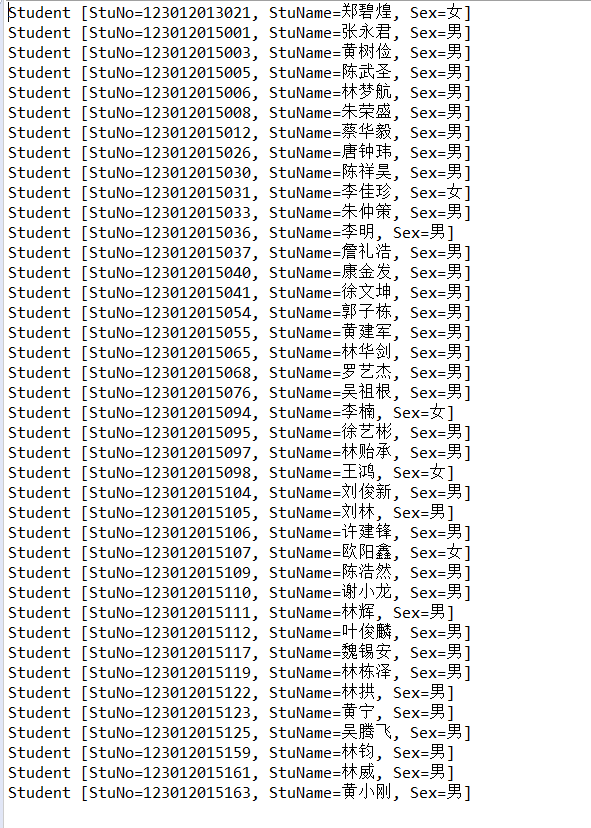 Student [StuNo=123012013021, StuName=郑碧煌, Sex=女]
Student [StuNo=123012015001, StuName=张永君, Sex=男]
Student [StuNo=123012015003, StuName=黄树俭, Sex=男]
Student [StuNo=123012015005, StuName=陈武圣, Sex=男]
Student [StuNo=123012015006, StuName=林梦航, Sex=男]
Student [StuNo=123012015008, StuName=朱荣盛, Sex=男]
Student [StuNo=123012015012, StuName=蔡华毅, Sex=男]
Student [StuNo=123012015026, StuName=唐钟玮, Sex=男]
Student [StuNo=123012015030, StuName=陈祥昊, Sex=男]
Student [StuNo=123012015031, StuName=李佳珍, Sex=女]
Student [StuNo=123012015033, StuName=朱仲策, Sex=男]
Student [StuNo=123012015036, StuName=李明, Sex=男]
Student [StuNo=123012015037, StuName=詹礼浩, Sex=男]
Student [StuNo=123012015040, StuName=康金发, Sex=男]
Student [StuNo=123012015041, StuName=徐文坤, Sex=男]
Student [StuNo=123012015054, StuName=郭子栋, Sex=男]
Student [StuNo=123012015055, StuName=黄建军, Sex=男]
Student [StuNo=123012015065, StuName=林华剑, Sex=男]
Student [StuNo=123012015068, StuName=罗艺杰, Sex=男]
Student [StuNo=123012015076, StuName=吴祖根, Sex=男]
Student [StuNo=123012015094, StuName=李楠, Sex=女]
Student [StuNo=123012015095, StuName=徐艺彬, Sex=男]
Student [StuNo=123012015097, StuName=林贻承, Sex=男]
Student [StuNo=123012015098, StuName=王鸿, Sex=女]
Student [StuNo=123012015104, StuName=刘俊新, Sex=男]
Student [StuNo=123012015105, StuName=刘林, Sex=男]
Student [StuNo=123012015106, StuName=许建锋, Sex=男]
Student [StuNo=123012015107, StuName=欧阳鑫, Sex=女]
Student [StuNo=123012015109, StuName=陈浩然, Sex=男]
Student [StuNo=123012015110, StuName=谢小龙, Sex=男]
Student [StuNo=123012015111, StuName=林辉, Sex=男]
Student [StuNo=123012015112, StuName=叶俊麟, Sex=男]
Student [StuNo=123012015117, StuName=魏锡安, Sex=男]
Student [StuNo=123012015119, StuName=林栋泽, Sex=男]
Student [StuNo=123012015122, StuName=林拱, Sex=男]
Student [StuNo=123012015123, StuName=黄宁, Sex=男]
Student [StuNo=123012015125, StuName=吴腾飞, Sex=男]
Student [StuNo=123012015159, StuName=林钧, Sex=男]
Student [StuNo=123012015161, StuName=林威, Sex=男]
Student [StuNo=123012015163, StuName=黄小刚, Sex=男]